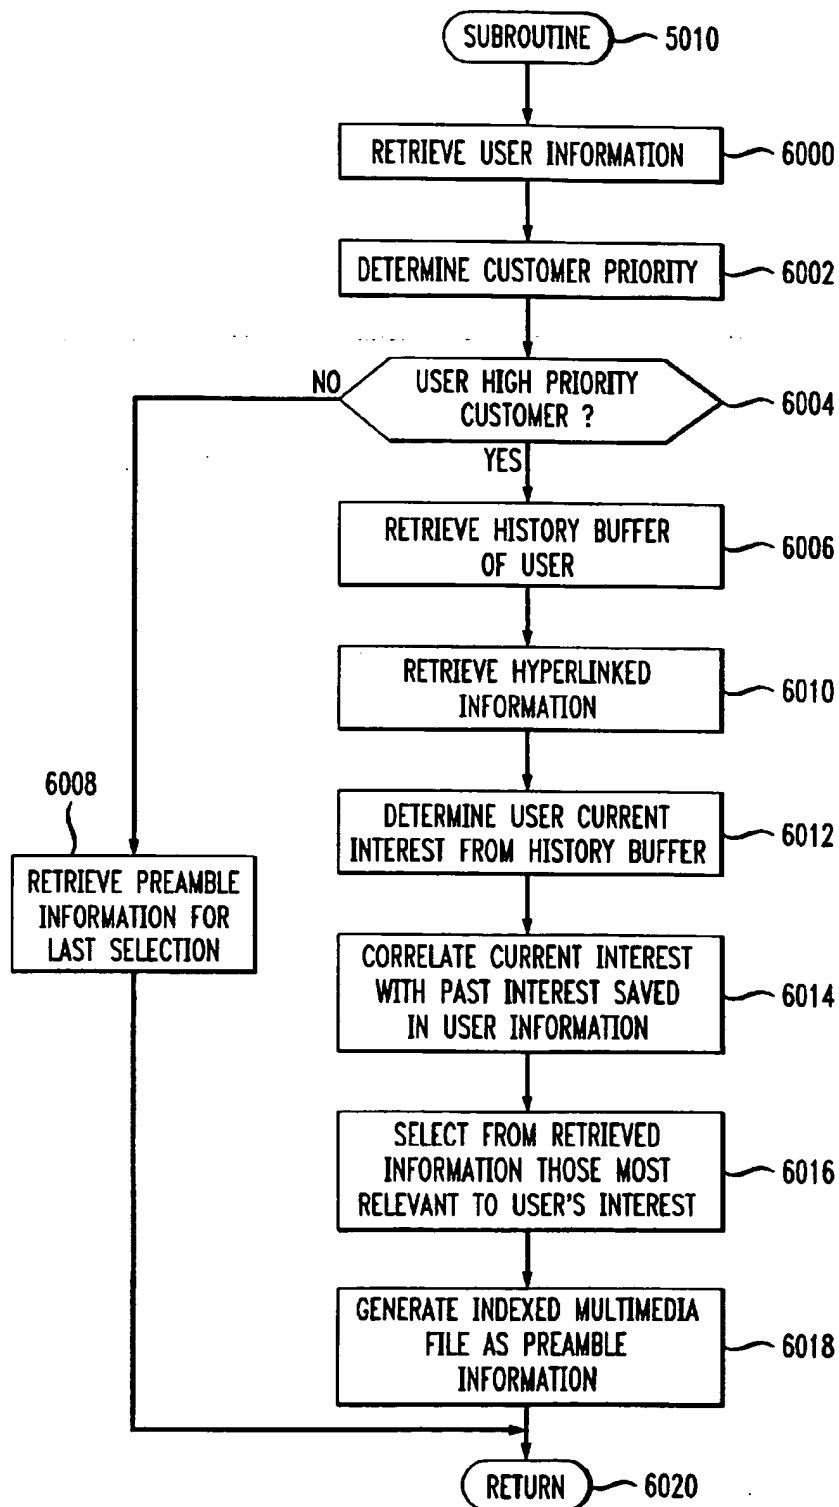 SUBROUTINE
5010
RETRIEVE USER INFORMATION
6000
DETERMINE CUSTOMER PRIORITY
6002
NO
USER HIGH PRIORITY
CUSTOMER ?
6004
YES
RETRIEVE HISTORY BUFFER
OF USER
6006
RETRIEVE HYPERLINKED
INFORMATION
6010
6008
DETERMINE USER CURRENT
INTEREST FROM HISTORY BUFFER
6012
RETRIEVE PREAMBLE
INFORMATION FOR
LAST SELECTION
CORRELATE CURRENT INTEREST
WITH PAST INTEREST SAVED
IN USER INFORMATION
6014
SELECT FROM RETRIEVED
INFORMATION THOSE MOST
RELEVANT TO USER'S INTEREST
6016
GENERATE INDEXED MULTIMEDIA
FILE AS PREAMBLE
INFORMATION
6018
RETURN
6020